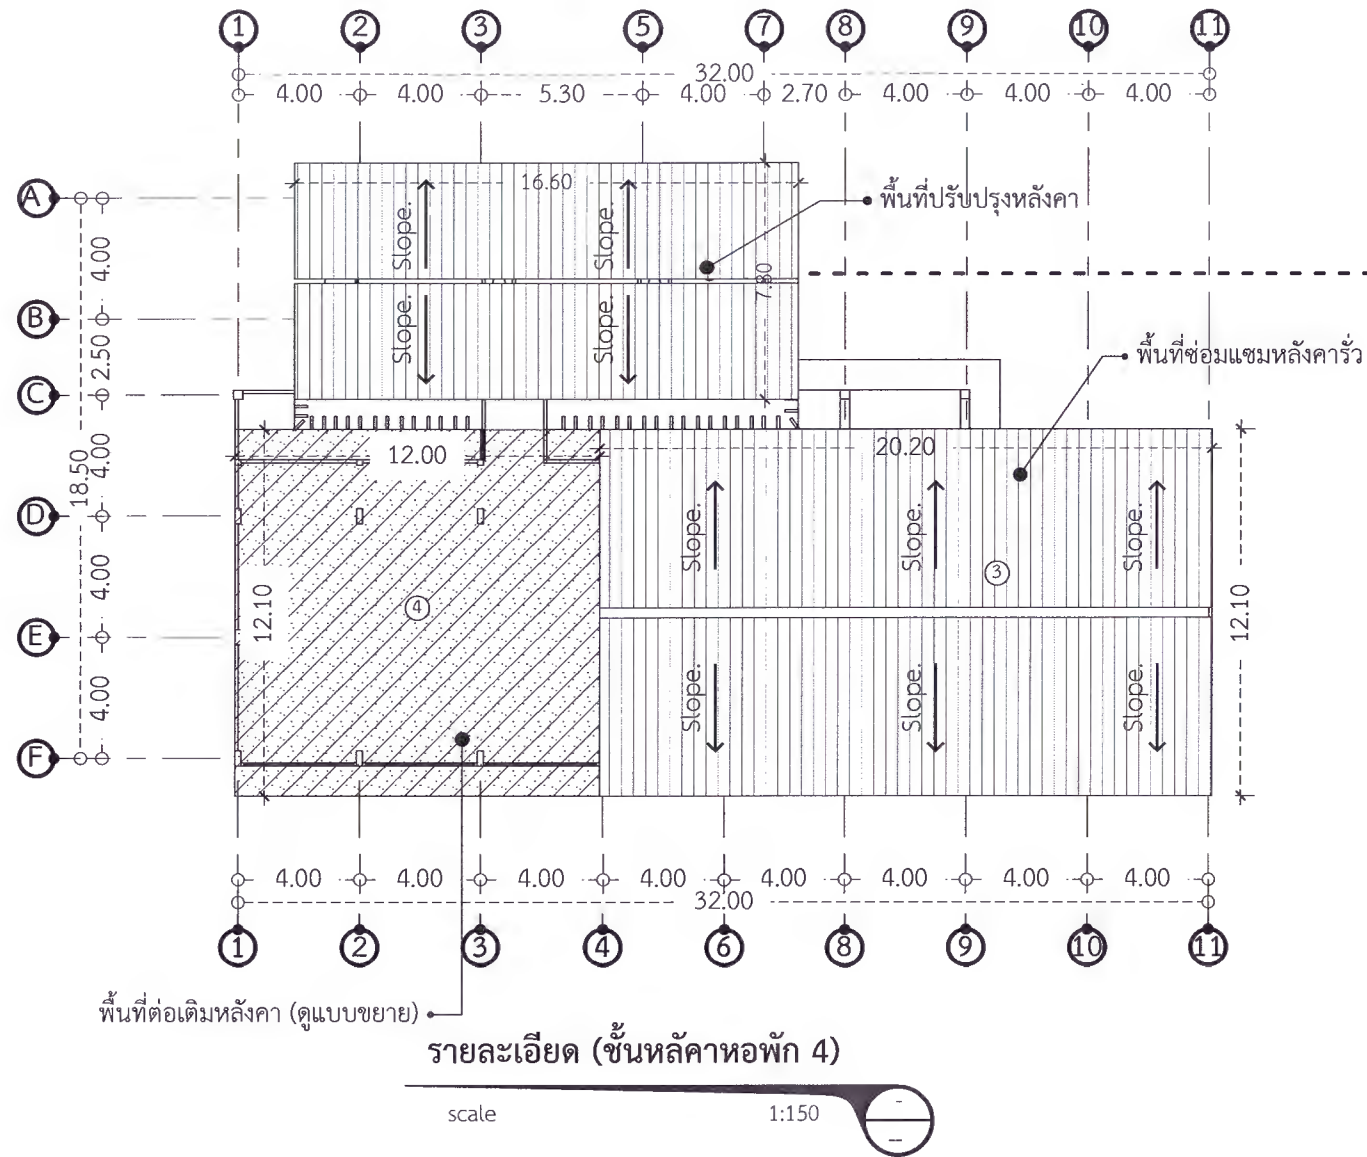 1 2 3 5 7 8 9 10 11
32.00
4.00 4.00 5.30 4.00 2.70 4.00 4.00 4.00
16.60
7.80
Slope. Slope.
Slope. Slope.
พื้นที่ปรับปรุงหลังคา
พื้นที่ซ่อมแซมหลังคารั่ว
A
B
C
D
E
F
18.50
4.00
2.50
4.00
4.00
4.00
12.00
12.10
4
20.20
Slope. Slope. Slope.
3
12.10
Slope. Slope. Slope.
4.00 4.00 4.00 4.00 4.00 4.00 4.00 4.00
32.00
1 2 3 4 6 8 9 10 11
พื้นที่ต่อเติมหลังคา (ดูแบบขยาย)
รายละเอียด (ชั้นหลัคาหอพัก 4)
scale 1:150
-
--